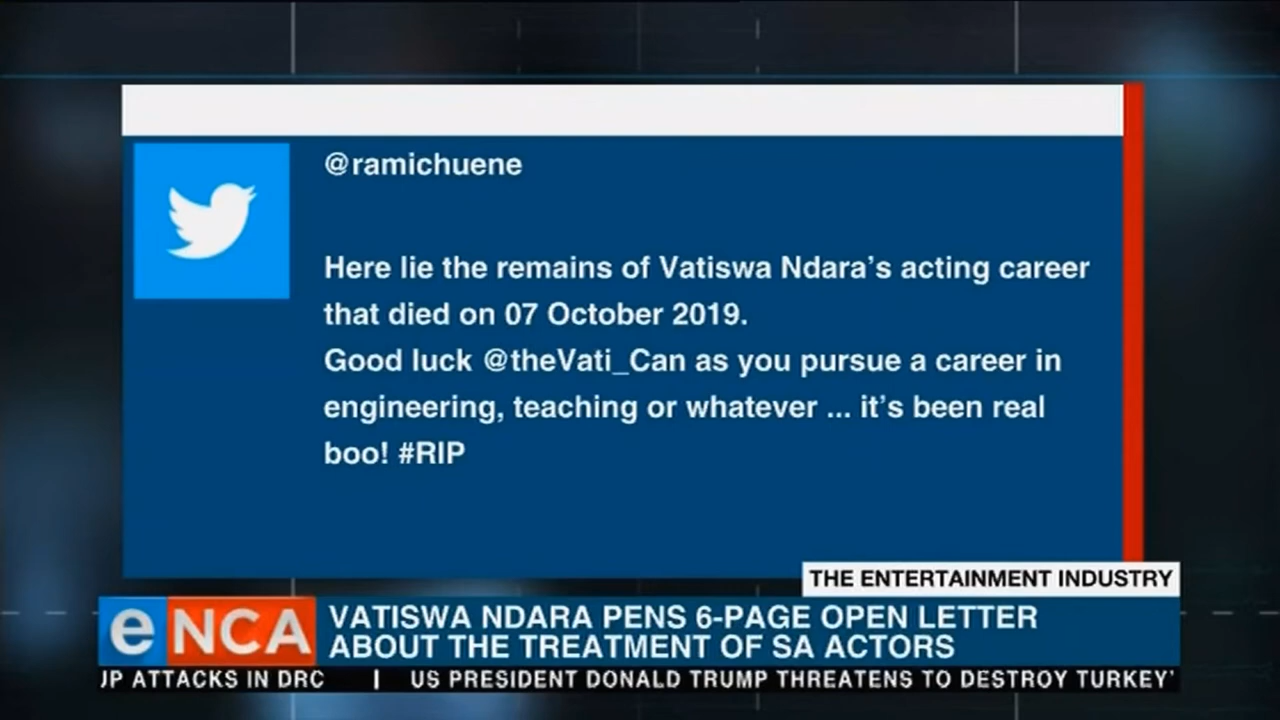 @ramichuene
Here lie the remains of Vatiswa Ndara’s acting career
that died on 07 October 2019.
Good luck @theVati_Can as you pursue a career in
engineering, teaching or whatever ... it’s been real
boo! #RIP
THE ENTERTAINMENT INDUSTRY
eNCA
VATISWA NDARA PENS 6-PAGE OPEN LETTER
ABOUT THE TREATMENT OF SA ACTORS
JP ATTACKS IN DRC | US PRESIDENT DONALD TRUMP THREATENS TO DESTROY TURKEY'